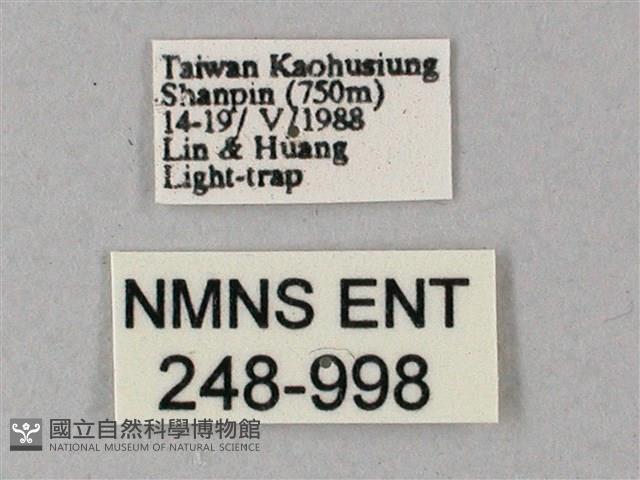 Taiwan Kaohusiung
Shanpin (750m)
14-19/ V/1988
Lin & Huang
Light-trap
NMNS ENT
248-998
國立自然科學博物館
NATIONAL MUSEUM OF NATURAL SCIENCE